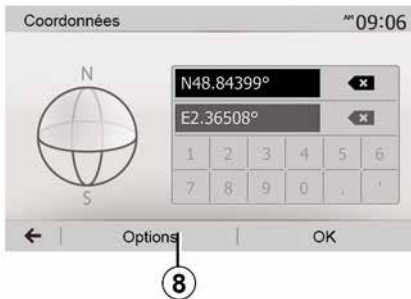 Coordonnées AM 09:06
N
S
N48.84399°
E2.36508°
1 2 3 4 5 6
7 8 9 0 . '
Options OK
8